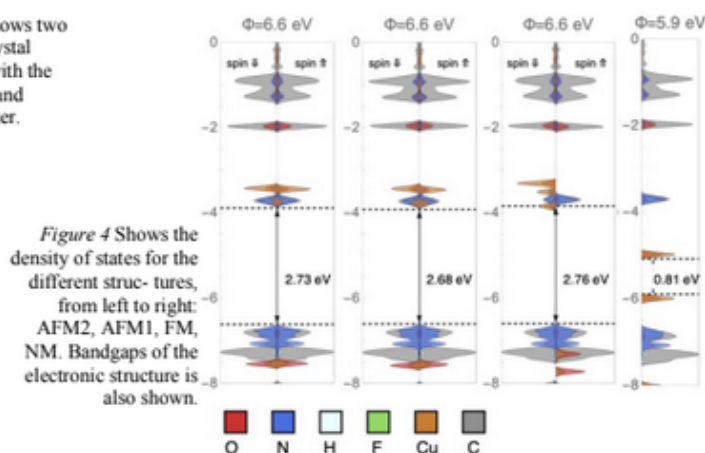 ows two
ystal
with the
and
er.
Figure 4 Shows the
density of states for the
different struc- tures,
from left to right:
AFM2, AFM1, FM,
NM. Bandgaps of the
electronic structure is
also shown.
Φ=6.6 eV Φ=6.6 eV Φ=6.6 eV Φ=5.9 eV
0 0 0 0
spin ⇩ spin ⇧ spin ⇩ spin ⇧ spin ⇩ spin ⇧
-2 -2 -2 -2
-4 -4 -4 -4
2.73 eV 2.68 eV 2.76 eV 0.81 eV
-6 -6 -6 -6
-8 -8 -8 -8
O N H F Cu C